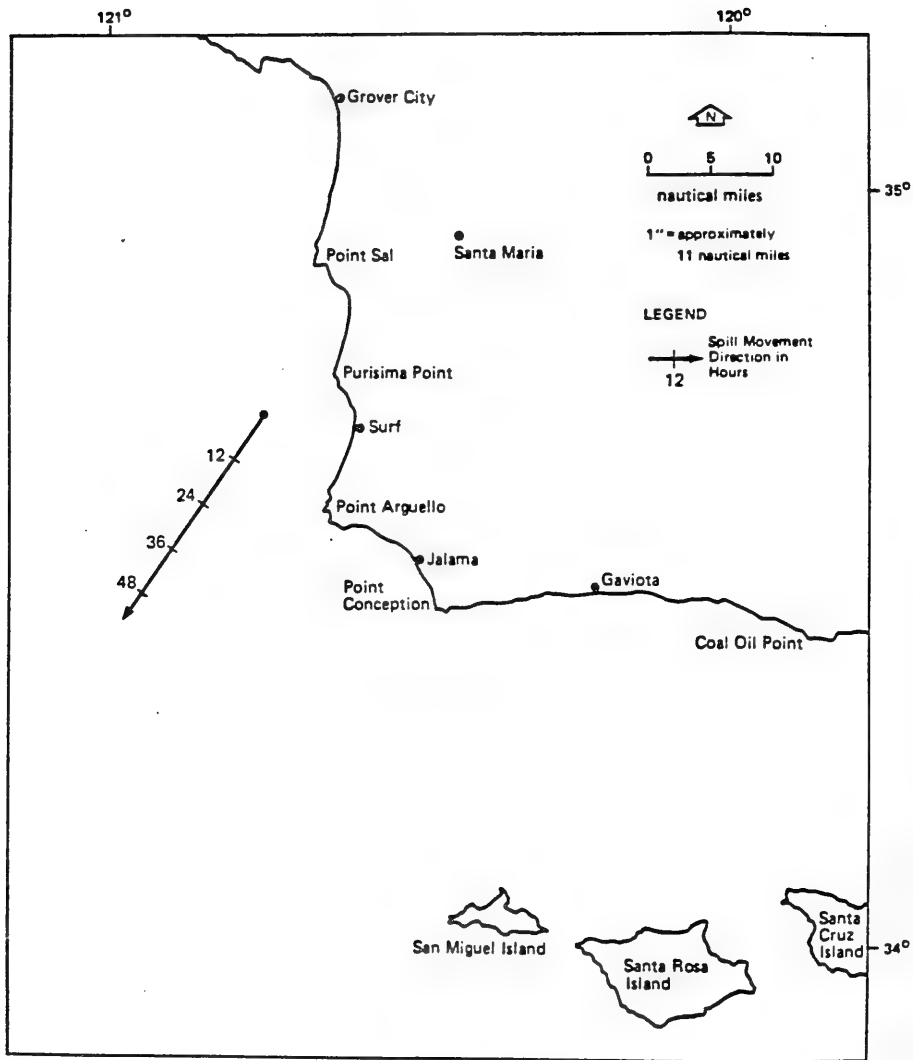 121°
120°
Grover City
N
0 5 10
nautical miles
35°
1" = approximately
11 nautical miles
Point Sal
Santa Maria
LEGEND
Spill Movement
Direction in
Hours
12
Purisima Point
Surf
12
24
Point Arguello
36
Jalama
48
Point
Conception
Gaviota
Coal Oil Point
San Miguel Island
Santa Rosa
Island
Santa
Cruz
Island
34°